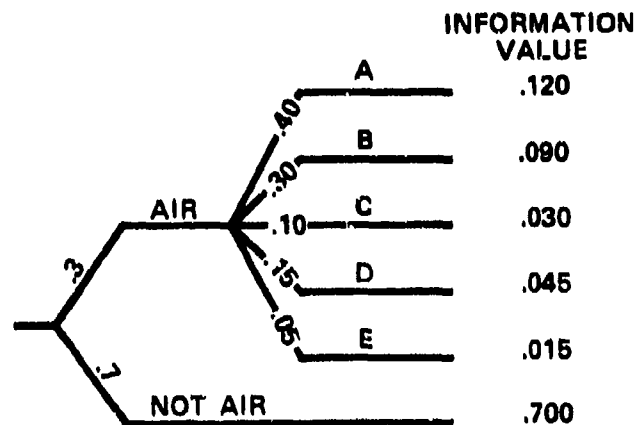 INFORMATION
VALUE
A .120
.40
B .090
.30
AIR .10 C .030
.15
D .045
.3
.05
E .015
.7
NOT AIR .700